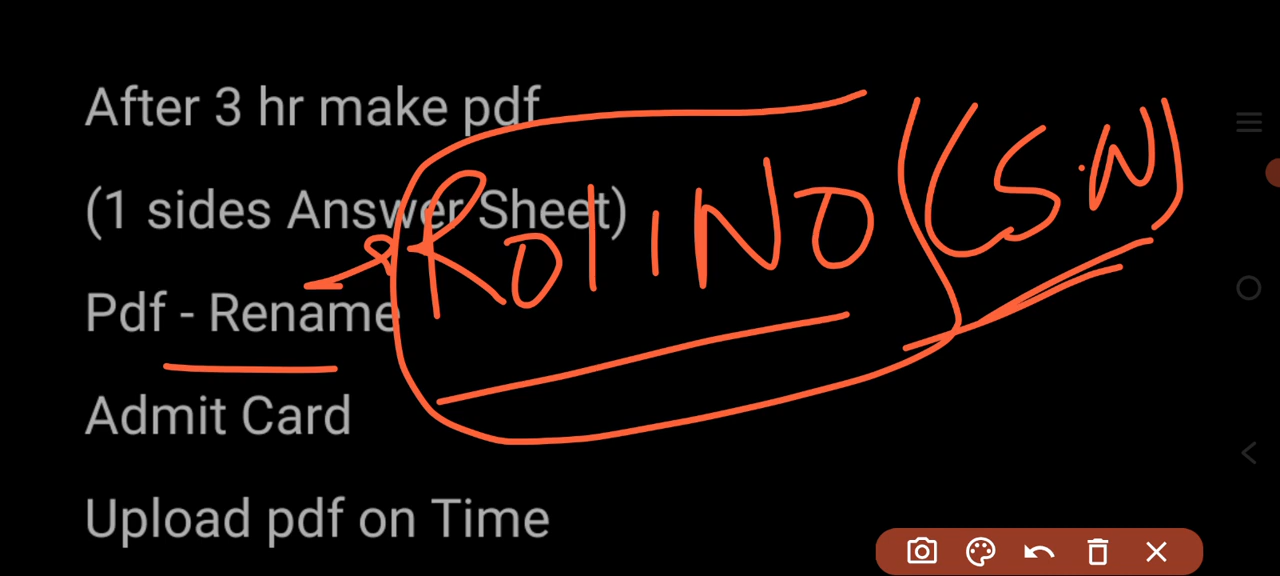 After 3 hr make pdf
(1 sides Answer Sheet)
Roll NO (S.N)
Pdf - Rename
Admit Card
Upload pdf on Time